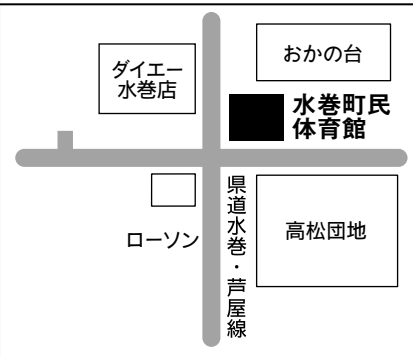 おかの台
ダイエー
水巻店
水巻町民
体育館
ローソン
県道水巻・芦屋線
高松団地